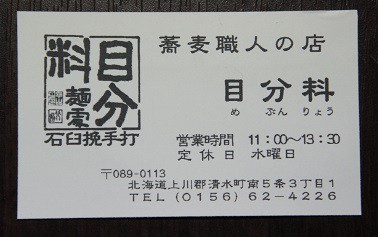 蕎麦職人の店
目分料
麺處
石臼挽手打
目分料
めぶんりょう
営業時間 11:00~13:30
定休日 水曜日
〒089-0113
北海道上川郡清水町南5条3丁目1
TEL (0156) 62-4226